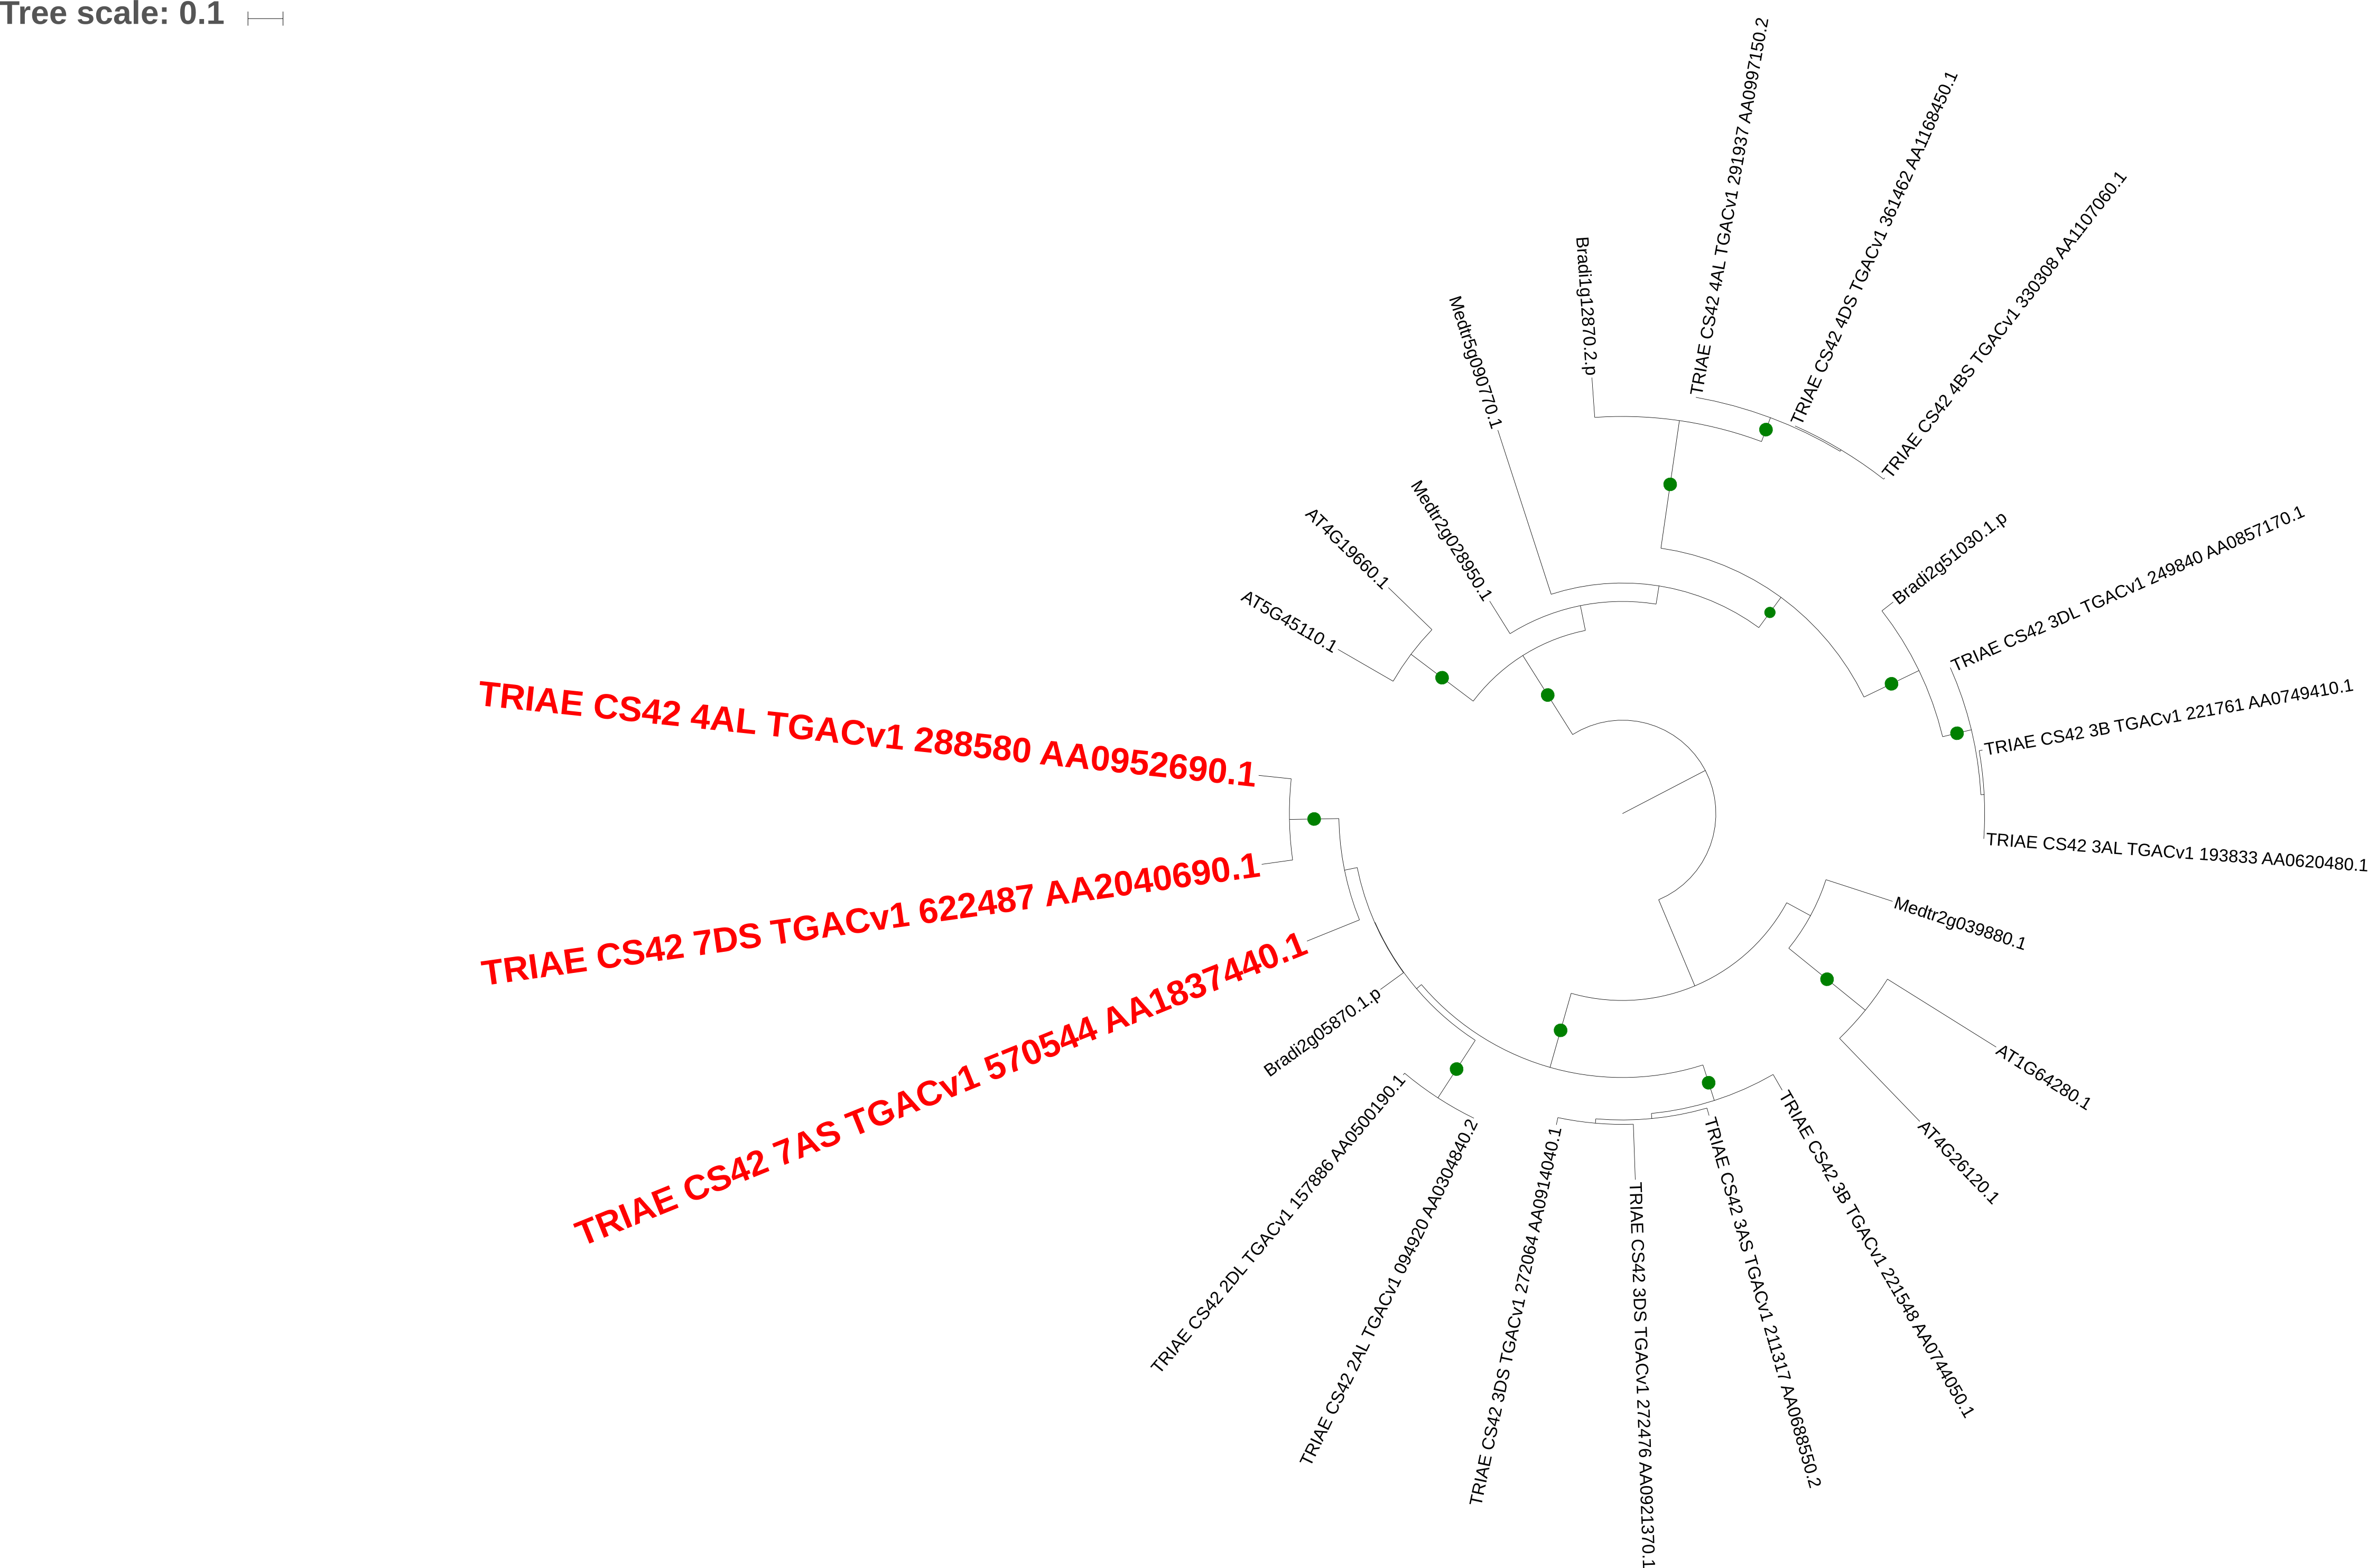 Tree scale: 0.1
TRIAE CS42 4AL TGACv1 291937 AA0997150.2
TRIAE CS42 4DS TGACv1 361462 AA1168450.1
TRIAE CS42 4BS TGACv1 330308 AA1107060.1
Bradi1g12870.2.p
Medtr5g090770.1
Medtr2g028950.1
AT4G19660.1
AT5G45110.1
Bradi2g51030.1.p
TRIAE CS42 3DL TGACv1 249840 AA0857170.1
TRIAE CS42 3B TGACv1 221761 AA0749410.1
TRIAE CS42 3AL TGACv1 193833 AA0620480.1
TRIAE CS42 4AL TGACv1 288580 AA0952690.1
TRIAE CS42 7DS TGACv1 622487 AA2040690.1
TRIAE CS42 7AS TGACv1 570544 AA1837440.1
Medtr2g039880.1
AT1G64280.1
AT4G26120.1
Bradi2g05870.1.p
TRIAE CS42 2DL TGACv1 157886 AA0500190.1
TRIAE CS42 2AL TGACv1 094920 AA0304840.2
TRIAE CS42 3DS TGACv1 272064 AA0914040.1
TRIAE CS42 3DS TGACv1 272476 AA0921370.1
TRIAE CS42 3AS TGACv1 211317 AA0688550.2
TRIAE CS42 3B TGACv1 221548 AA0744050.1